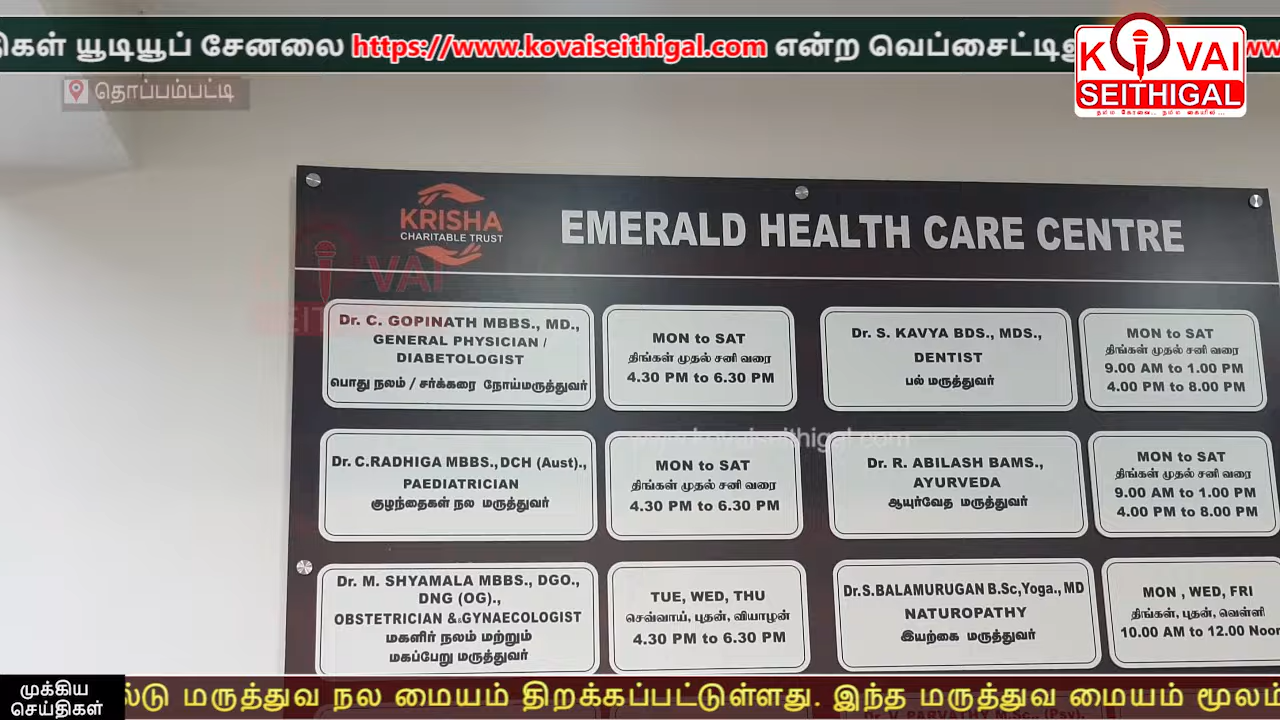 கள் யூடியூப் சேனலை https://www.kovaiseithigal.com என்ற வெப்சைட்டி
தொப்பம்பட்டி
KOVAI
SEITHIGAL
நம்ம கோவை... நம்ம கையில்...
KRISHA
CHARITABLE TRUST
EMERALD HEALTH CARE CENTRE
Dr. C. GOPINATH MBBS., MD.,
GENERAL PHYSICIAN /
DIABETOLOGIST
பொது நலம் / சர்க்கரை நோய்மருத்துவர்
MON to SAT
திங்கள் முதல் சனி வரை
4.30 PM to 6.30 PM
Dr. S. KAVYA BDS., MDS.,
DENTIST
பல் மருத்துவர்
MON to SAT
திங்கள் முதல் சனி வரை
9.00 AM to 1.00 PM
4.00 PM to 8.00 PM
Dr. C.RADHIGA MBBS., DCH (Aust).,
PAEDIATRICIAN
குழந்தைகள் நல மருத்துவர்
MON to SAT
திங்கள் முதல் சனி வரை
4.30 PM to 6.30 PM
Dr. R. ABILASH BAMS.,
AYURVEDA
ஆயுர்வேத மருத்துவர்
MON to SAT
திங்கள் முதல் சனி வரை
9.00 AM to 1.00 PM
4.00 PM to 8.00 PM
Dr. M. SHYAMALA MBBS., DGO.,
DNG (OG).,
OBSTETRICIAN & GYNAECOLOGIST
மகளிர் நலம் மற்றும்
மகப்பேறு மருத்துவர்
TUE, WED, THU
செவ்வாய், புதன், வியாழன்
4.30 PM to 6.30 PM
Dr.S.BALAMURUGAN B.Sc,Yoga., MD
NATUROPATHY
இயற்கை மருத்துவர்
MON , WED, FRI
திங்கள், புதன், வெள்ளி
10.00 AM to 12.00 Noon
www.kovaiseithigal.com
முக்கிய
செய்திகள்
ல்டு மருத்துவ நல மையம் திறக்கப்பட்டுள்ளது. இந்த மருத்துவ மையம் மூலம்
Dr. V. PARVATHY M.Sc., (Psy).